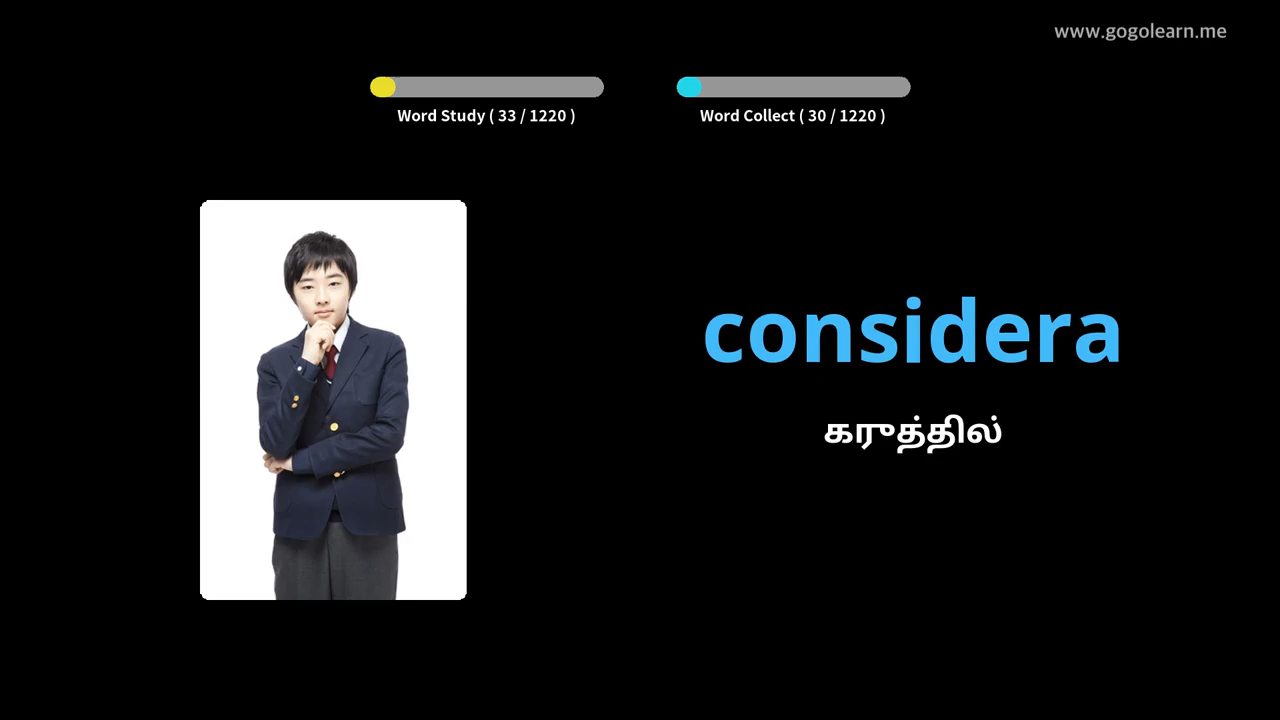 www.gogolearn.me
Word Study ( 33 / 1220 )
Word Collect ( 30 / 1220 )
considera
கருத்தில்